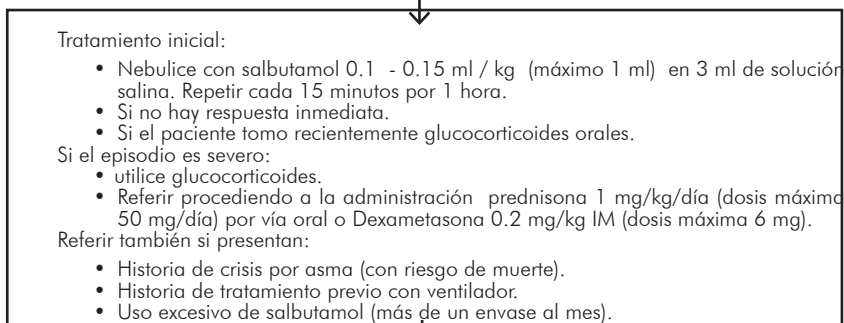 Tratamiento inicial:
• Nebulice con salbutamol 0.1 - 0.15 ml / kg (máximo 1 ml) en 3 ml de solución
salina. Repetir cada 15 minutos por 1 hora.
• Si no hay respuesta inmediata.
• Si el paciente tomo recientemente glucocorticoides orales.
Si el episodio es severo:
• utilice glucocorticoides.
• Referir procediendo a la administración prednisona 1 mg/kg/día (dosis máxima
50 mg/día) por vía oral o Dexametasona 0.2 mg/kg IM (dosis máxima 6 mg).
Referir también si presentan:
• Historia de crisis por asma (con riesgo de muerte).
• Historia de tratamiento previo con ventilador.
• Uso excesivo de salbutamol (más de un envase al mes).